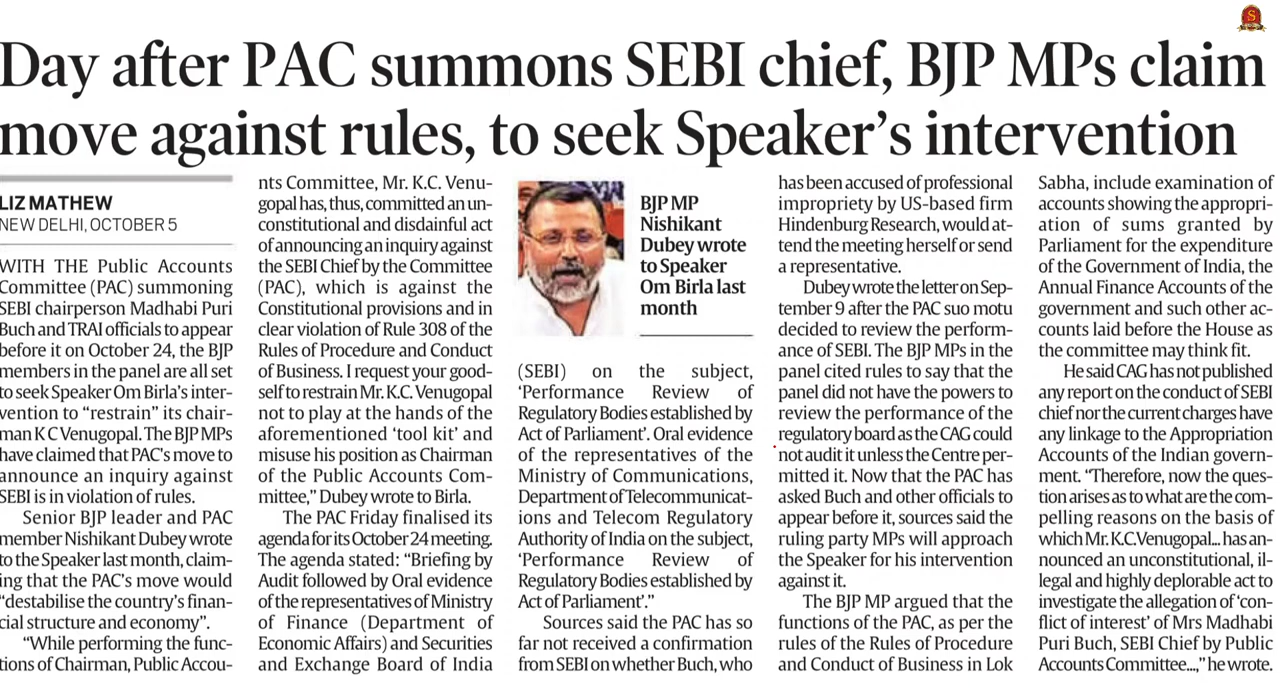 S
Day after PAC summons SEBI chief, BJP MPs claim
move against rules, to seek Speaker's intervention
LIZ MATHEW
NEW DELHI, OCTOBER 5
WITH THE Public Accounts
Committee (PAC) summoning
SEBI chairperson Madhabi Puri
Buch and TRAI officials to appear
before it on October 24, the BJP
members in the panel are all set
to seek Speaker Om Birla's inter-
vention to “restrain” its chair-
man K C Venugopal. The BJP MPs
have claimed that PAC's move to
announce an inquiry against
SEBI is in violation of rules.
Senior BJP leader and PAC
member Nishikant Dubey wrote
to the Speaker last month, claim-
ing that the PAC's move would
“destabilise the country's finan-
cial structure and economy”.
“While performing the func-
tions of Chairman, Public Accou-
nts Committee, Mr. K.C. Venu-
gopal has, thus, committed an un-
constitutional and disdainful act
of announcing an inquiry against
the SEBI Chief by the Committee
(PAC), which is against the
Constitutional provisions and in
clear violation of Rule 308 of the
Rules of Procedure and Conduct
of Business. I request your good-
self to restrain Mr. K.C. Venugopal
not to play at the hands of the
aforementioned ‘tool kit’ and
misuse his position as Chairman
of the Public Accounts Com-
mittee,” Dubey wrote to Birla.
The PAC Friday finalised its
agenda for its October 24 meeting.
The agenda stated: “Briefing by
Audit followed by Oral evidence
of the representatives of Ministry
of Finance (Department of
Economic Affairs) and Securities
and Exchange Board of India
BJP MP
Nishikant
Dubey wrote
to Speaker
Om Birla last
month
(SEBI) on the subject,
‘Performance Review of
Regulatory Bodies established by
Act of Parliament’. Oral evidence
of the representatives of the
Ministry of Communications,
Department of Telecommunicat-
ions and Telecom Regulatory
Authority of India on the subject,
‘Performance Review of
Regulatory Bodies established by
Act of Parliament’.”
Sources said the PAC has so
far not received a confirmation
from SEBI on whether Buch, who
has been accused of professional
impropriety by US-based firm
Hindenburg Research, would at-
tend the meeting herself or send
a representative.
Dubey wrote the letter on Sep-
tember 9 after the PAC suo motu
decided to review the perform-
ance of SEBI. The BJP MPs in the
panel cited rules to say that the
panel did not have the powers to
review the performance of the
regulatory board as the CAG could
not audit it unless the Centre per-
mitted it. Now that the PAC has
asked Buch and other officials to
appear before it, sources said the
ruling party MPs will approach
the Speaker for his intervention
against it.
The BJP MP argued that the
functions of the PAC, as per the
rules of the Rules of Procedure
and Conduct of Business in Lok
Sabha, include examination of
accounts showing the appropri-
ation of sums granted by
Parliament for the expenditure
of the Government of India, the
Annual Finance Accounts of the
government and such other ac-
counts laid before the House as
the committee may think fit.
He said CAG has not published
any report on the conduct of SEBI
chief nor the current charges have
any linkage to the Appropriation
Accounts of the Indian govern-
ment. “Therefore, now the ques-
tion arises as to what are the com-
pelling reasons on the basis of
which Mr. K.C.Venugopal... has an-
nounced an unconstitutional, il-
legal and highly deplorable act to
investigate the allegation of ‘con-
flict of interest’ of Mrs Madhabi
Puri Buch, SEBI Chief by Public
Accounts Committee...,” he wrote.